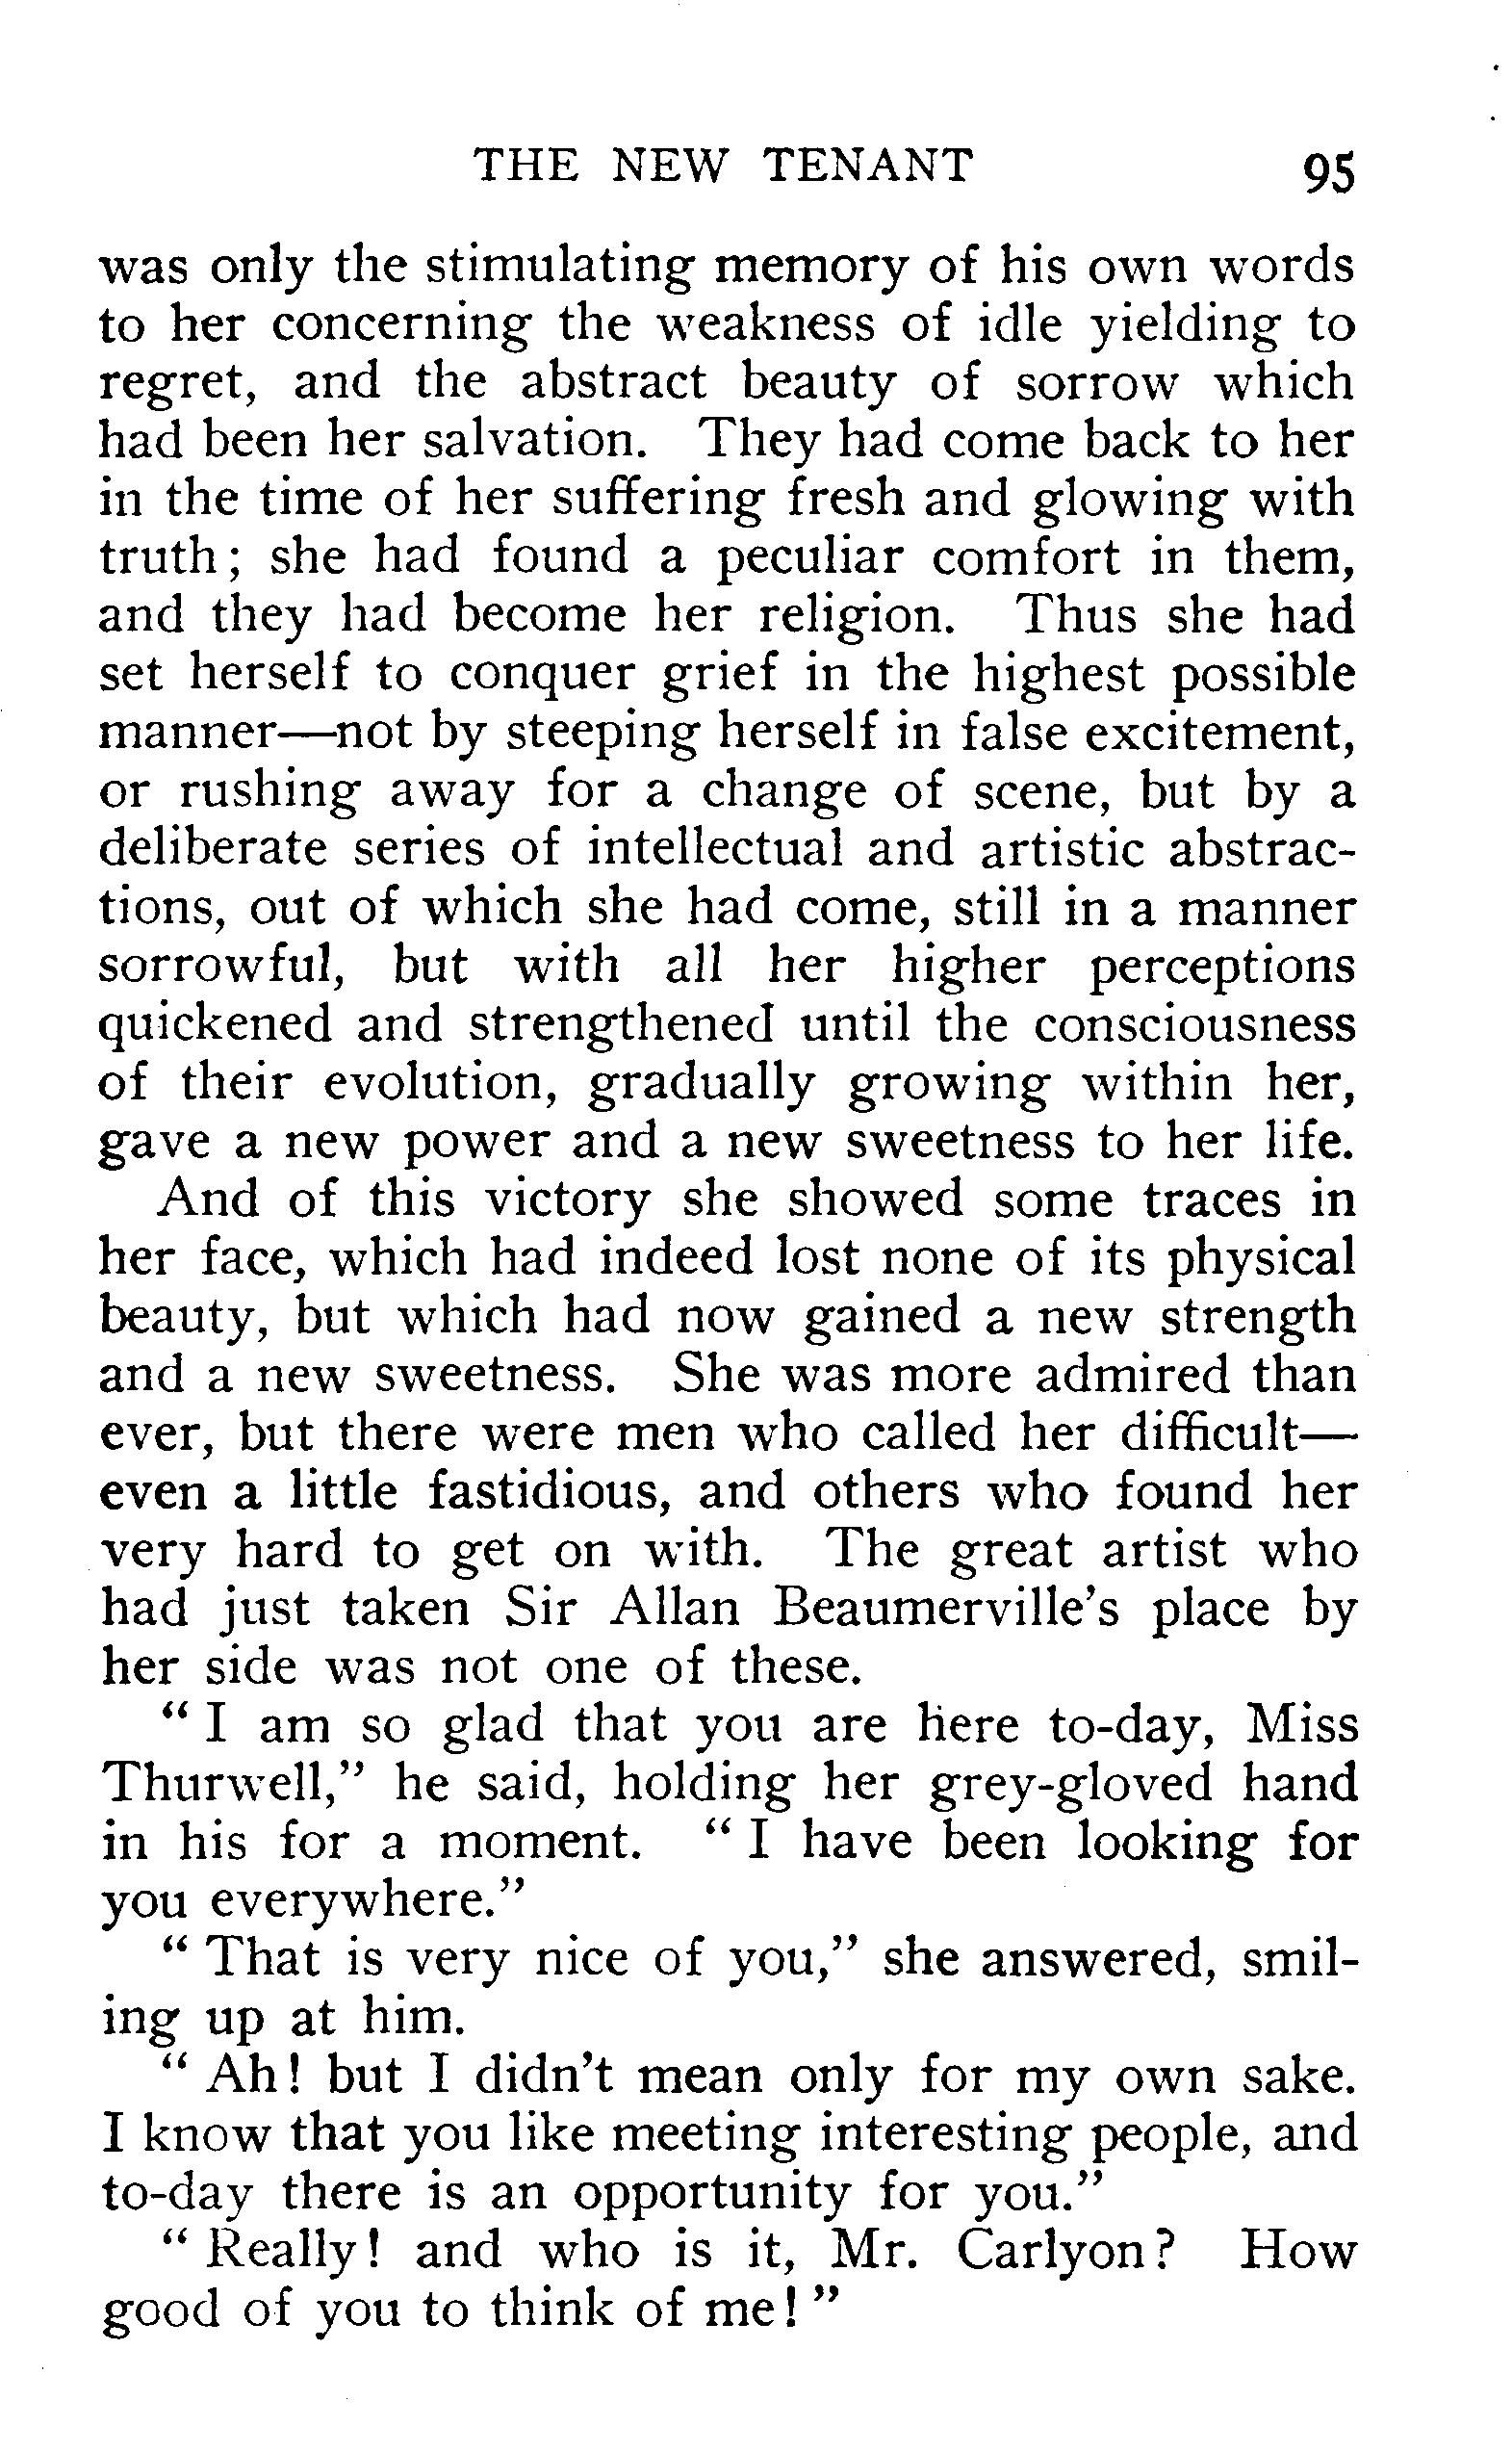 THE NEW TENANT 95
was only the stimulating memory of his own words
to her concerning the weakness of idle yielding to
regret, and the abstract beauty of sorrow which
had been her salvation. They had come back to her
in the time of her suffering fresh and glowing with
truth; she had found a peculiar comfort in them,
and they had become her religion. Thus she had
set herself to conquer grief in the highest possible
manner—not by steeping herself in false excitement,
or rushing away for a change of scene, but by a
deliberate series of intellectual and artistic abstrac-
tions, out of which she had come, still in a manner
sorrowful, but with all her higher perceptions
quickened and strengthened until the consciousness
of their evolution, gradually growing within her,
gave a new power and a new sweetness to her life.
And of this victory she showed some traces in
her face, which had indeed lost none of its physical
beauty, but which had now gained a new strength
and a new sweetness. She was more admired than
ever, but there were men who called her difficult—
even a little fastidious, and others who found her
very hard to get on with. The great artist who
had just taken Sir Allan Beaumerville's place by
her side was not one of these.
" I am so glad that you are here to-day, Miss
Thurwell," he said, holding her grey-gloved hand
in his for a moment. " I have been looking for
you everywhere."
" That is very nice of you," she answered, smil-
ing up at him.
" Ah! but I didn't mean only for my own sake.
I know that you like meeting interesting people, and
to-day there is an opportunity for you."
" Really! and who is it, Mr. Carlyon? How
good of you to think of me! "